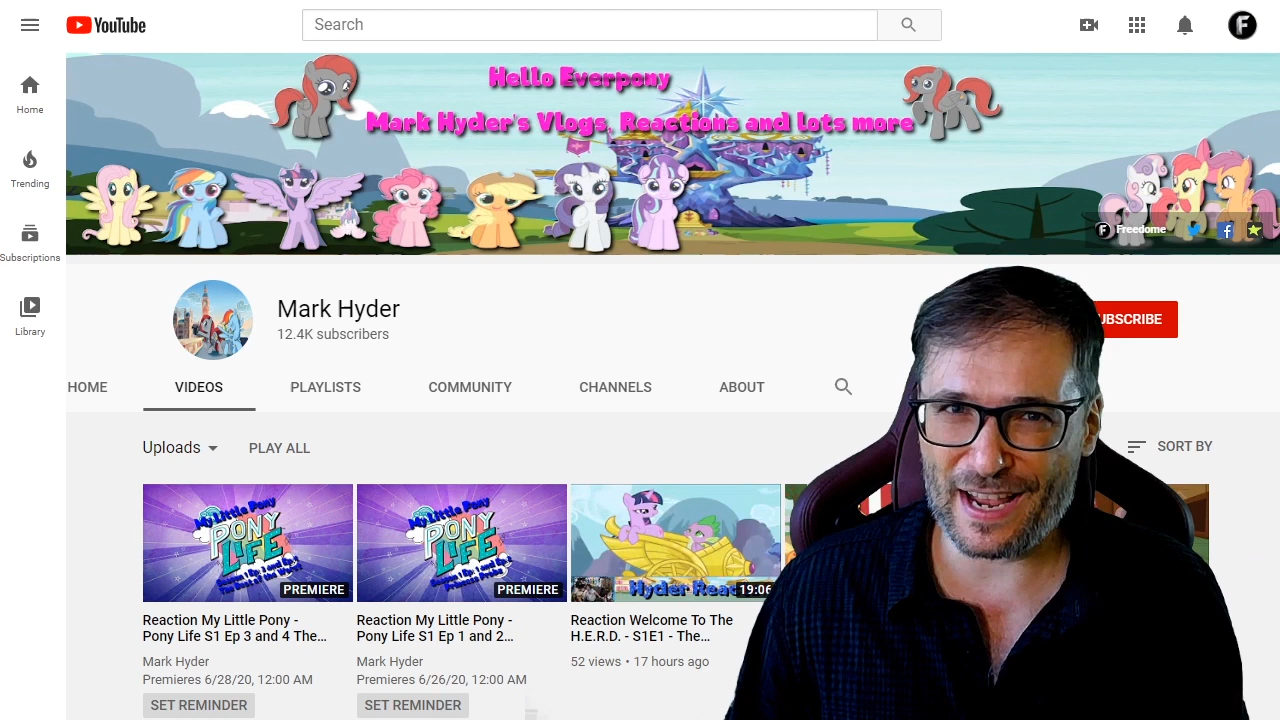 YouTube
Search
Home
Trending
Subscriptions
Library
Hello Everpony
Mark Hyder's Vlogs, Reactions and lots more
Freedome
Mark Hyder
12.4K subscribers
UBSCRIBE
HOME VIDEOS PLAYLISTS COMMUNITY CHANNELS ABOUT
Uploads PLAY ALL SORT BY
My Little Pony
PONY
LIFE
PREMIERE
My Little Pony
PONY
LIFE
PREMIERE
Hyder Reac
19:06
Reaction My Little Pony -
Pony Life S1 Ep 3 and 4 The...
Mark Hyder
Premieres 6/28/20, 12:00 AM
SET REMINDER
Reaction My Little Pony -
Pony Life S1 Ep 1 and 2...
Mark Hyder
Premieres 6/26/20, 12:00 AM
SET REMINDER
Reaction Welcome To The
H.E.R.D. - S1E1 - The...
52 views • 17 hours ago